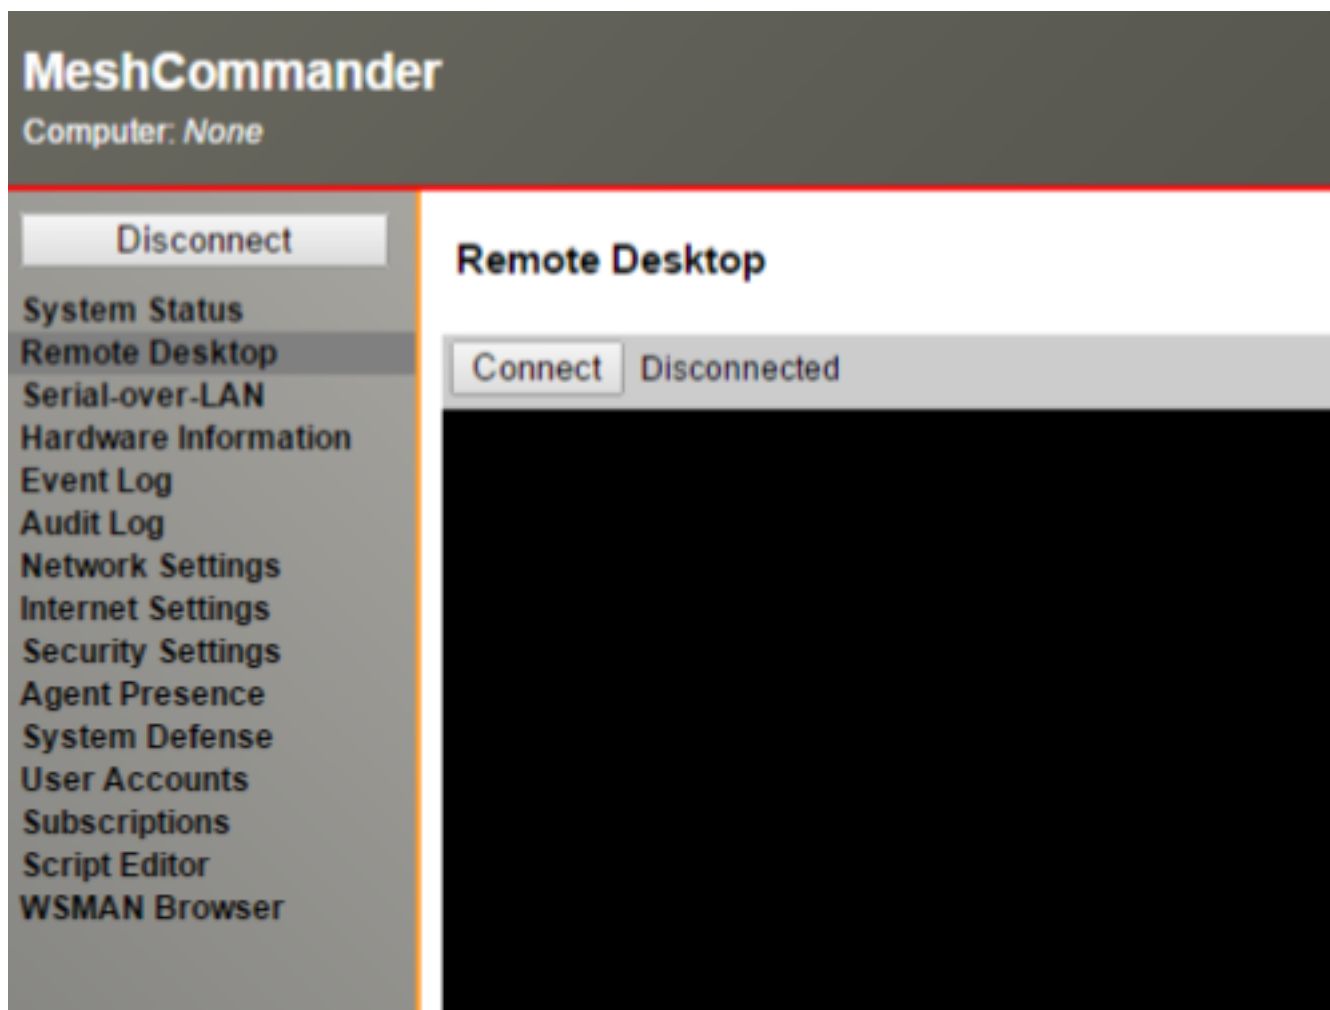 MeshCommander
Computer: None
Disconnect
System Status
Remote Desktop
Serial-over-LAN
Hardware Information
Event Log
Audit Log
Network Settings
Internet Settings
Security Settings
Agent Presence
System Defense
User Accounts
Subscriptions
Script Editor
WSMAN Browser
Remote Desktop
Connect Disconnected